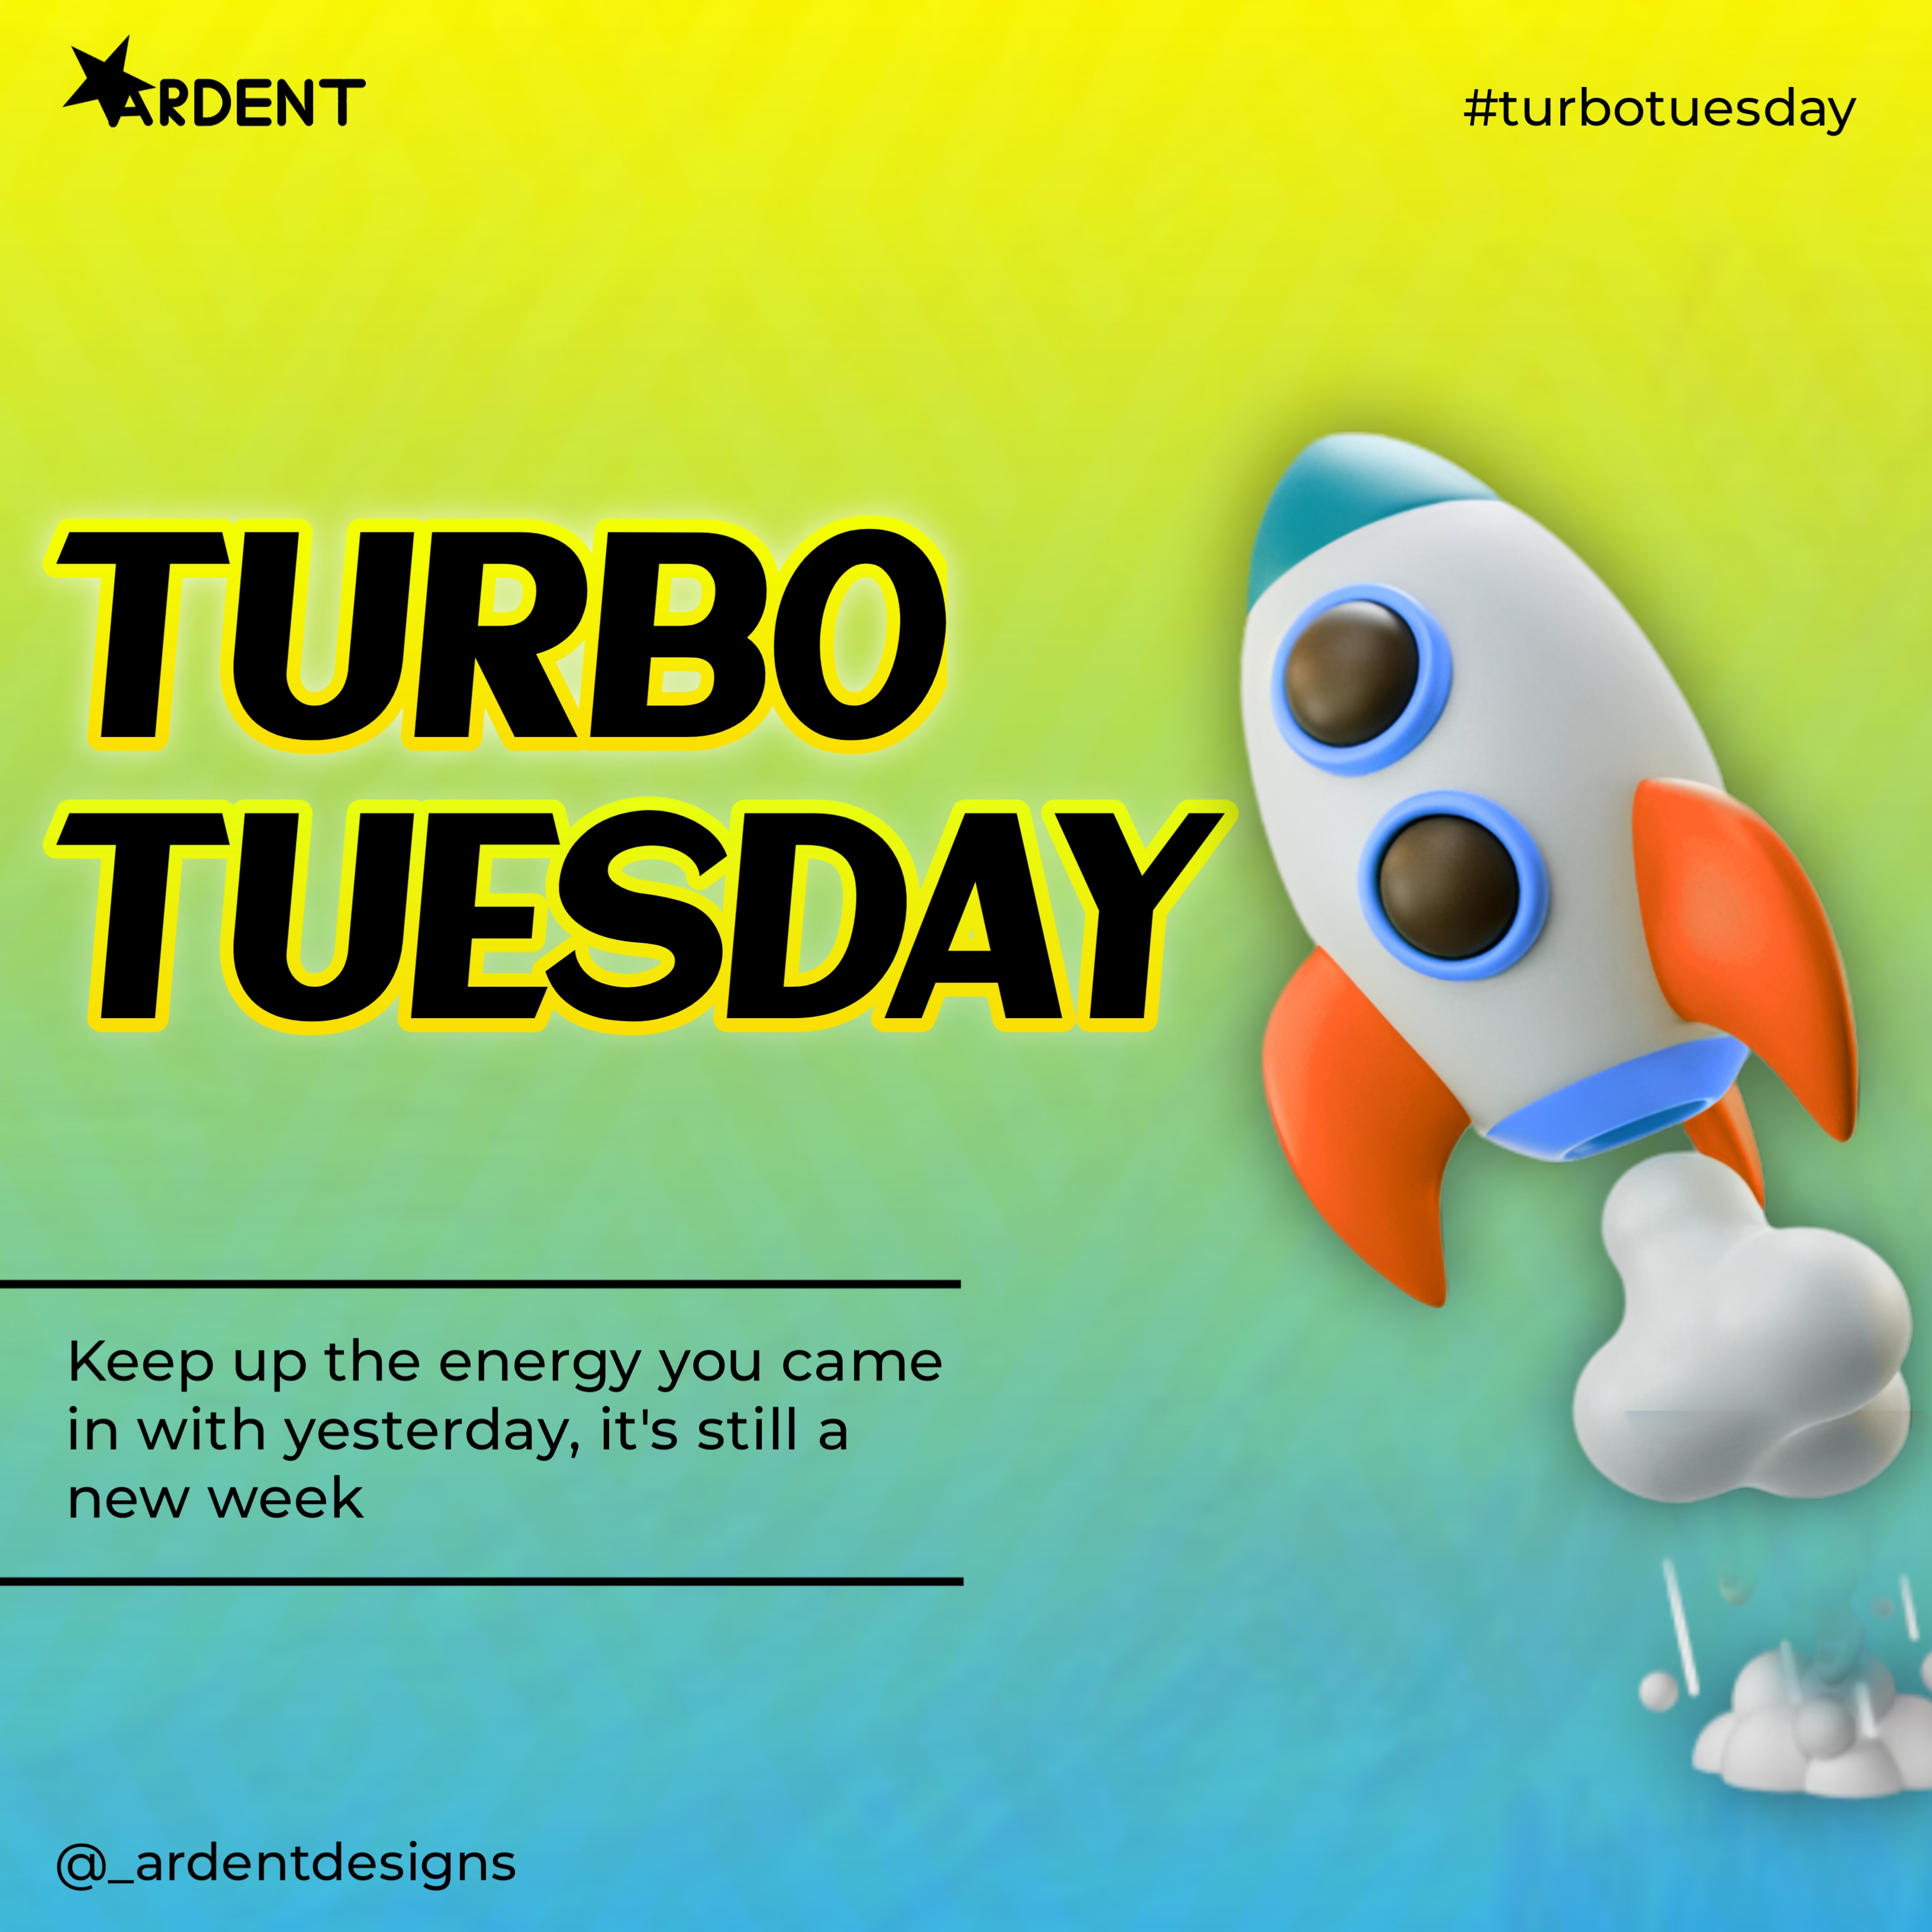 ARDENT
#turbotuesday
TURBO
TUESDAY
Keep up the energy you came
in with yesterday, it's still a
new week
@_ardentdesigns